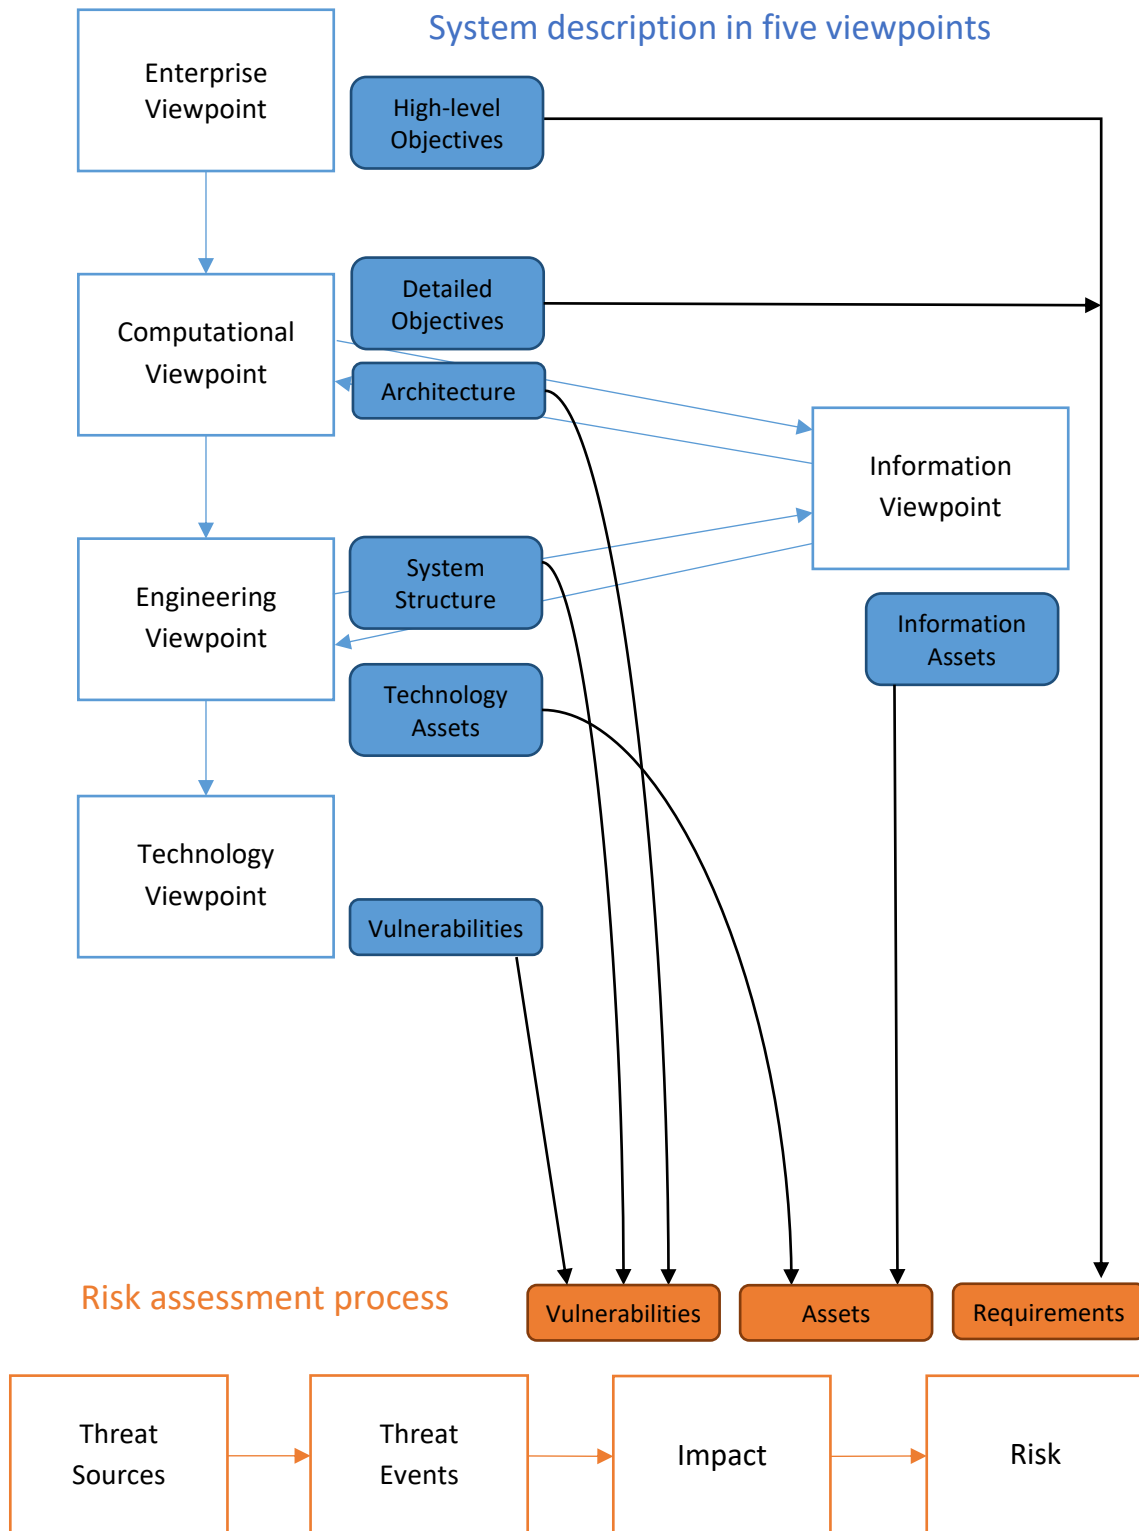 System description in five viewpoints
Enterprise
Viewpoint
High-level
Objectives
Detailed
Objectives
Computational
Viewpoint
Architecture
Information
Viewpoint
System
Structure
Engineering
Viewpoint
Information
Assets
Technology
Assets
Technology
Viewpoint
Vulnerabilities
Risk assessment process
Vulnerabilities
Assets
Requirements
Threat
Sources
Threat
Events
Impact
Risk